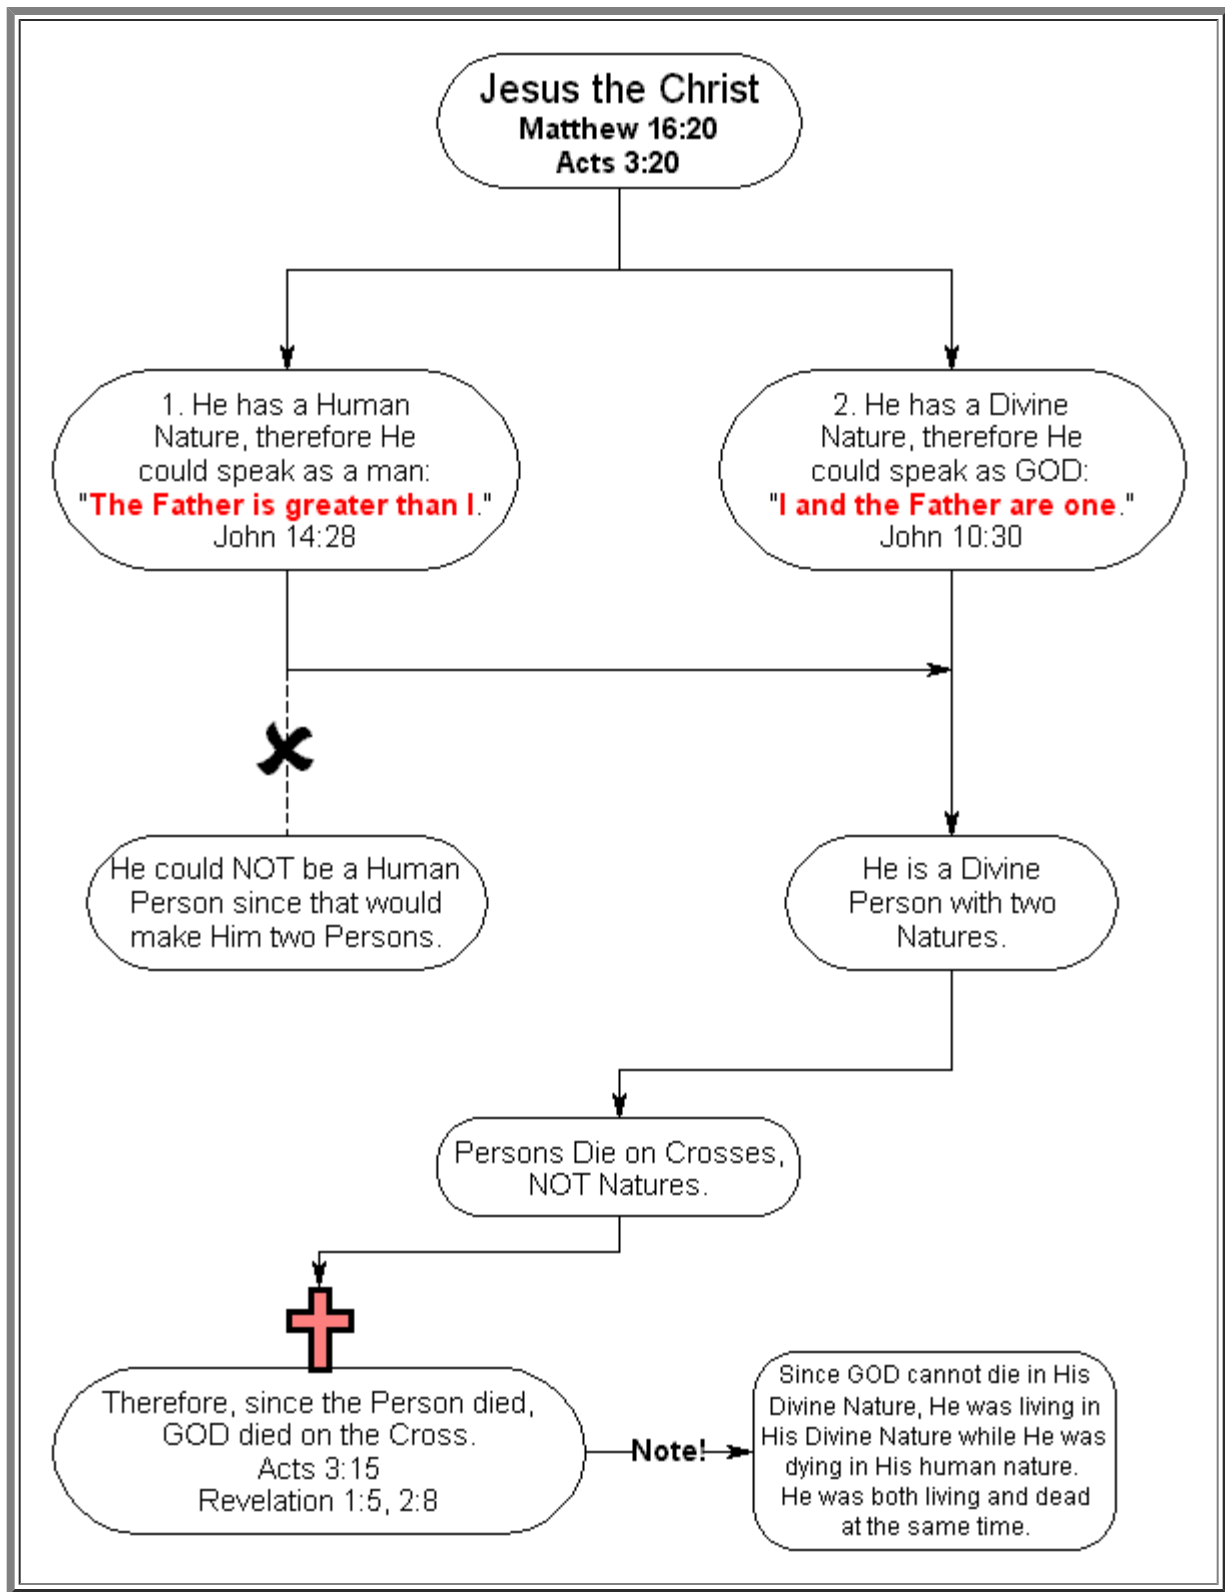 Jesus the Christ
Matthew 16:20
Acts 3:20
1. He has a Human
Nature, therefore He
could speak as a man:
"The Father is greater than I."
John 14:28
2. He has a Divine
Nature, therefore He
could speak as GOD:
"I and the Father are one."
John 10:30
He could NOT be a Human
Person since that would
make Him two Persons.
He is a Divine
Person with two
Natures.
Persons Die on Crosses,
NOT Natures.
Therefore, since the Person died,
GOD died on the Cross.
Acts 3:15
Revelation 1:5, 2:8
Note!
Since GOD cannot die in His
Divine Nature, He was living in
His Divine Nature while He was
dying in His human nature.
He was both living and dead
at the same time.